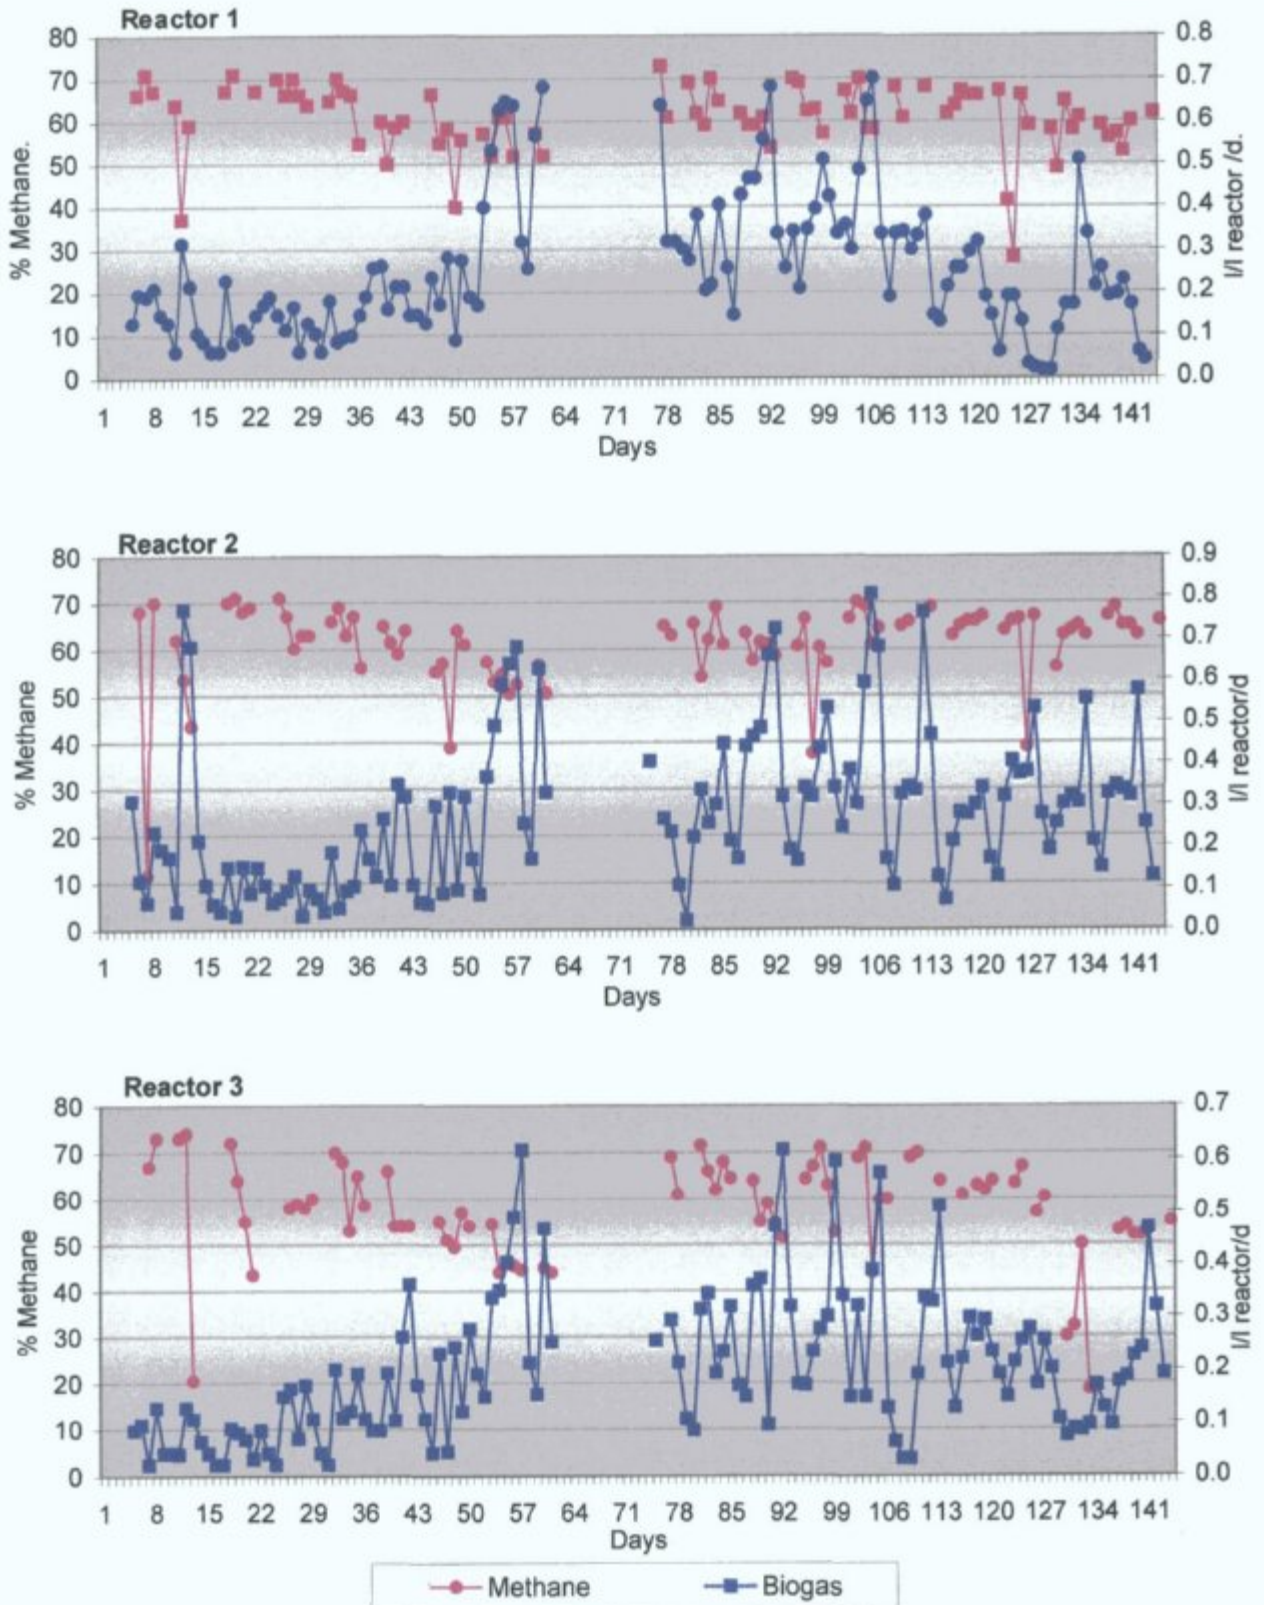 Reactor 1
80 70 60 50 40 30 20 10 0
% Methane.
0.8 0.7 0.6 0.5 0.4 0.3 0.2 0.1 0.0
l/l reactor /d.
1 8 15 22 29 36 43 50 57 64 71 78 85 92 99 106 113 120 127 134 141
Days
Reactor 2
80 70 60 50 40 30 20 10 0
% Methane
0.9 0.8 0.7 0.6 0.5 0.4 0.3 0.2 0.1 0.0
l/l reactor/d
1 8 15 22 29 36 43 50 57 64 71 78 85 92 99 106 113 120 127 134 141
Days
Reactor 3
80 70 60 50 40 30 20 10 0
% Methane
0.7 0.6 0.5 0.4 0.3 0.2 0.1 0.0
l/l reactor/d
1 8 15 22 29 36 43 50 57 64 71 78 85 92 99 106 113 120 127 134 141
Days
Methane Biogas